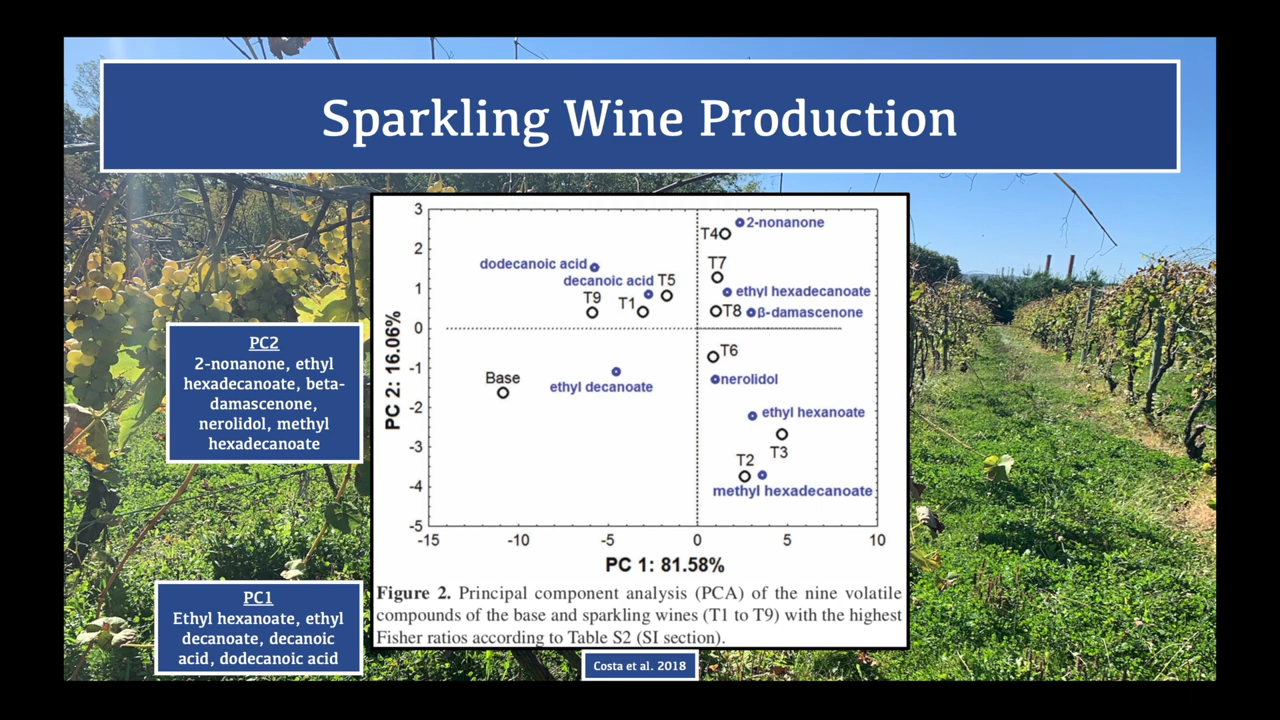 Sparkling Wine Production
PC2
2-nonanone, ethyl
hexadecanoate, beta-
damascenone,
nerolidol, methyl
hexadecanoate
PC1
Ethyl hexanoate, ethyl
decanoate, decanoic
acid, dodecanoic acid
3
2
1
0
-1
-2
-3
-4
-5
PC 2: 16.06%
2-nonanone
T4
dodecanoic acid
decanoic acid
T5
T7
T9
T1
ethyl hexadecanoate
T8
β-damascenone
T6
Base
ethyl decanoate
nerolidol
ethyl hexanoate
T3
T2
methyl hexadecanoate
-15 -10 -5 0 5 10
PC 1: 81.58%
Figure 2. Principal component analysis (PCA) of the nine volatile
compounds of the base and sparkling wines (T1 to T9) with the highest
Fisher ratios according to Table S2 (SI section).
Costa et al. 2018